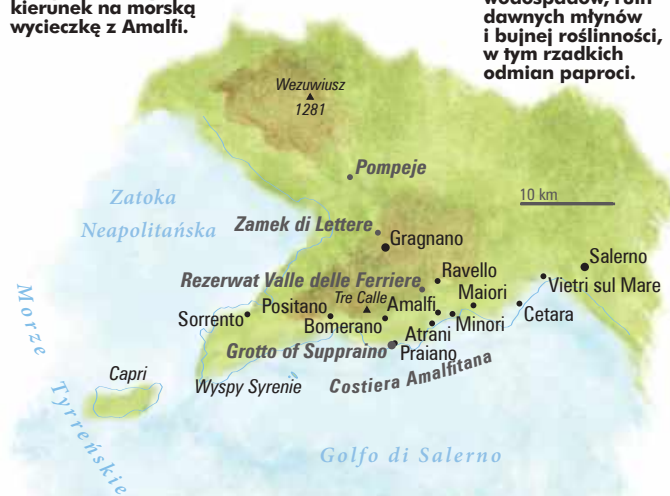 kierunek na morską
wycieczkę z Amalfi.
dawnych młynów
i bujnej roślinności,
w tym rzadkich
odmian paproci.
Wezuwiusz
1281
Pompeje
10 km
Zatoka
Neapolitańska
Zamek di Lettere
Gragnano
Salerno
Rezerwat Valle delle Ferriere
Ravello
Vietri sul Mare
Tre Calle
Positano
Amalfi
Maiori
Sorrento
Bomerano
Minori
Cetara
Atrani
Grotto of Suppraino
Praiano
Costiera Amalfitana
Capri
Wyspy Syrenie
Morze Tyrreńskie
Golfo di Salerno